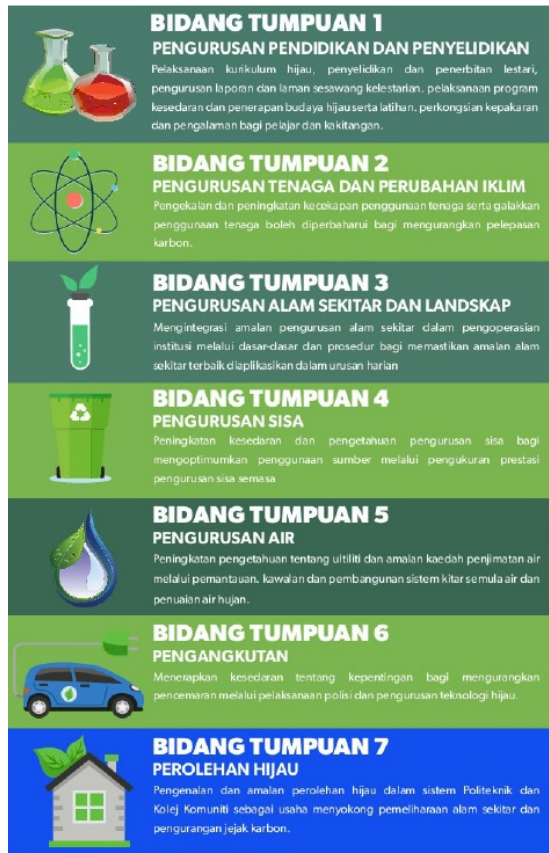 BIDANG TUMPUAN 1
PENGURUSAN PENDIDIKAN DAN PENYELIDIKAN
Pelaksanaan kurikulum hijau, penyelidikan dan penerbitan lestari,
pengurusan laporan dan laman sesawang kelestarian, pelaksanaan program
kesedaran dan penerapan budaya hijau serta latihan, perkongsian kepakaran
dan pengalaman bagi pelajar dan kakitangan.
BIDANG TUMPUAN 2
PENGURUSAN TENAGA DAN PERUBAHAN IKLIM
Pengekalan dan peningkatan kecekapan penggunaan tenaga serta galakkan
penggunaan tenaga boleh diperbaharui bagi mengurangkan pelepasan
karbon.
BIDANG TUMPUAN 3
PENGURUSAN ALAM SEKITAR DAN LANDSKAP
Mengintegrasi amalan pengurusan alam sekitar dalam pengoperasian
institusi melalui dasar-dasar dan prosedur bagi memastikan amalan alam
sekitar terbaik diaplikasikan dalam urusan harian
BIDANG TUMPUAN 4
PENGURUSAN SISA
Peningkatan kesedaran dan pengetahuan pengurusan sisa bagi
mengoptimumkan penggunaan sumber melalui pengukuran prestasi
pengurusan sisa semasa
BIDANG TUMPUAN 5
PENGURUSAN AIR
Peningkatan pengetahuan tentang ultiliti dan amalan kaedah penjimatan air
melalui pemantauan, kawalan dan pembangunan sistem kitar semula air dan
penuaian air hujan.
BIDANG TUMPUAN 6
PENGANGKUTAN
Menerapkan kesedaran tentang kepentingan bagi mengurangkan
pencemaran melalui pelaksanaan polisi dan pengurusan teknologi hijau.
BIDANG TUMPUAN 7
PEROLEHAN HIJAU
Pengenalan dan amalan perolehan hijau dalam sistem Politeknik dan
Kolej Komuniti sebagai usaha menyokong pemeliharaan alam sekitar dan
pengurangan jejak karbon.